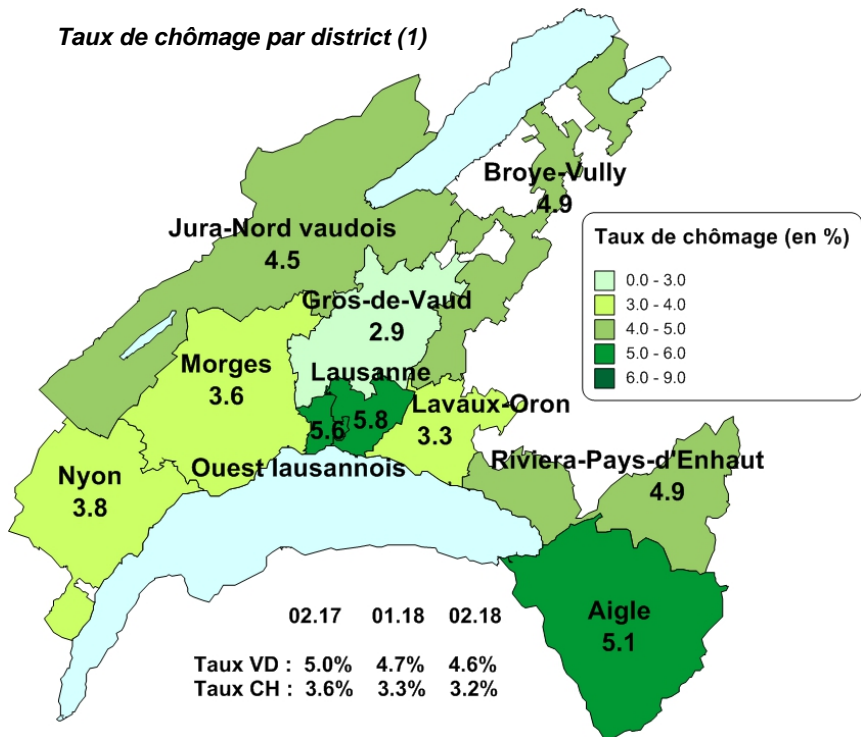 Taux de chômage par district (1)
Broye-Vully
4.9
Jura-Nord vaudois
4.5
Taux de chômage (en %)
0.0 - 3.0
3.0 - 4.0
4.0 - 5.0
5.0 - 6.0
6.0 - 9.0
Gros-de-Vaud
2.9
Morges
3.6
Lausanne
5.8
5.6
Lavaux-Oron
3.3
Ouest lausannois
Riviera-Pays-d'Enhaut
4.9
Nyon
3.8
Aigle
5.1
02.17 01.18 02.18
Taux VD : 5.0% 4.7% 4.6%
Taux CH : 3.6% 3.3% 3.2%